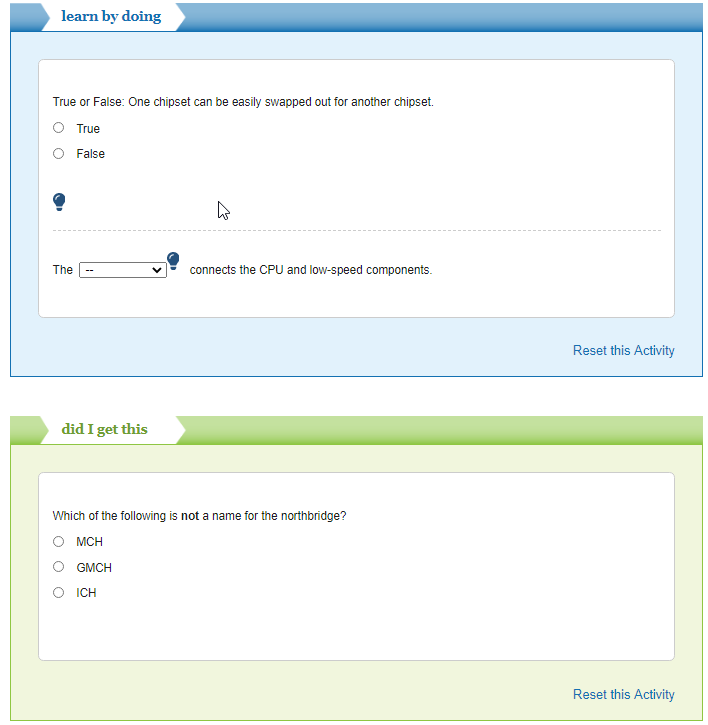 learn by doing
True or False: One chipset can be easily swapped out for another chipset.
True
False
The -- connects the CPU and low-speed components.
Reset this Activity
did I get this
Which of the following is not a name for the northbridge?
MCH
GMCH
ICH
Reset this Activity